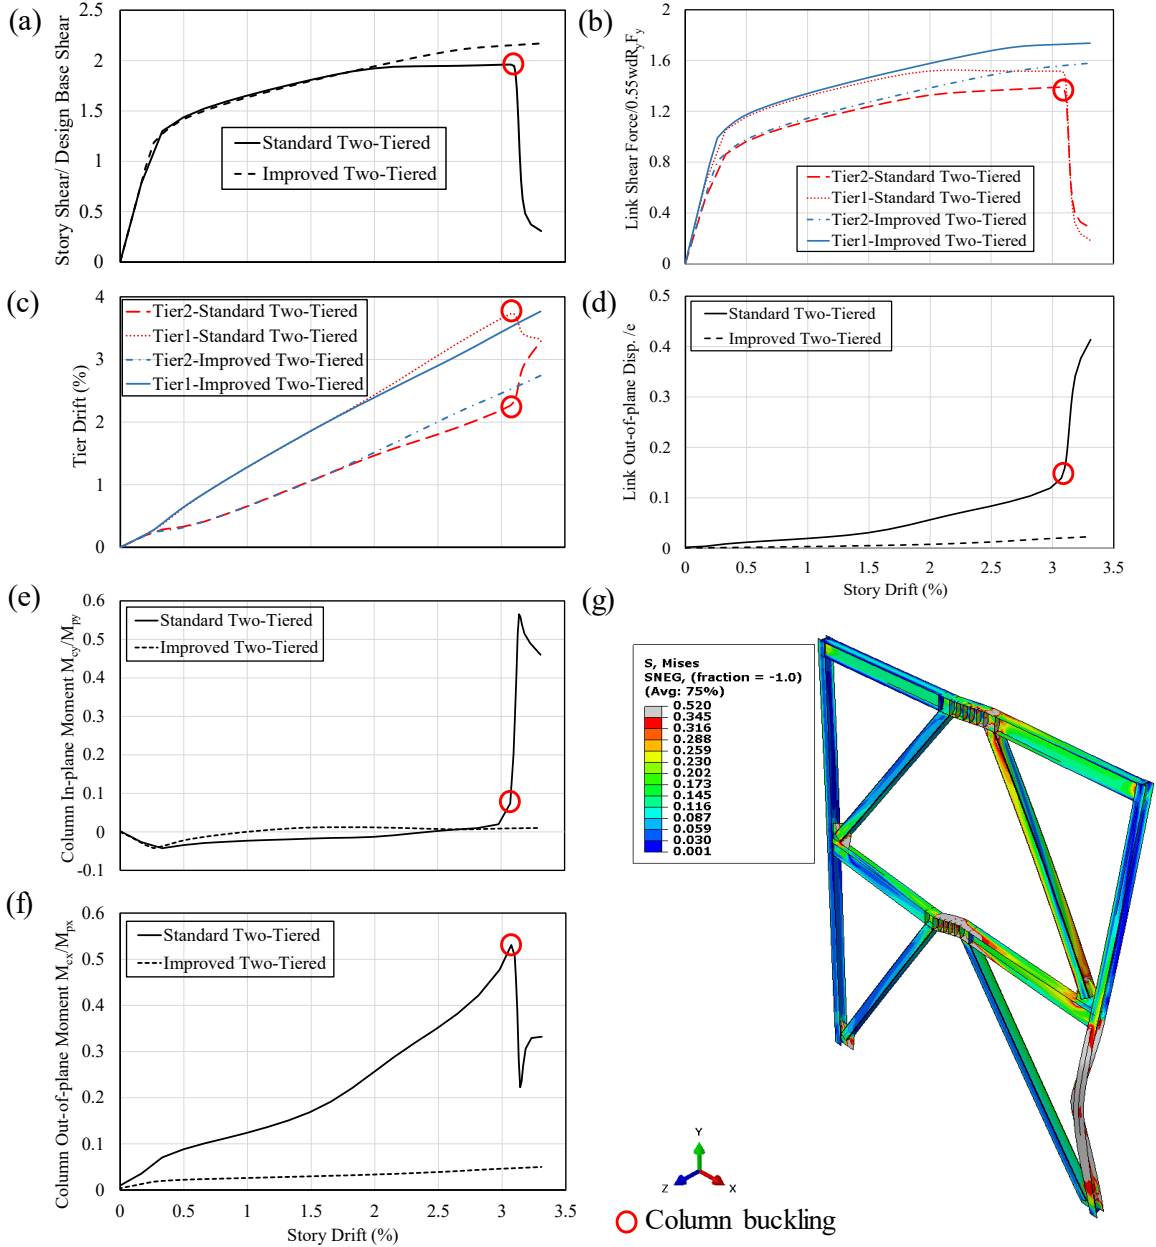 (a)
Story Shear/ Design Base Shear
2.5
2
1.5
1
0.5
0
Standard Two-Tiered
Improved Two-Tiered
(b)
Link Shear Force/0.55wdRyFy
2
1.6
1.2
0.8
0.4
0
Tier2-Standard Two-Tiered
Tier1-Standard Two-Tiered
Tier2-Improved Two-Tiered
Tier1-Improved Two-Tiered
(c)
Tier Drift (%)
4
3
2
1
0
Tier2-Standard Two-Tiered
Tier1-Standard Two-Tiered
Tier2-Improved Two-Tiered
Tier1-Improved Two-Tiered
(d)
Link Out-of-plane Disp. /e
0.5
0.4
0.3
0.2
0.1
0
Standard Two-Tiered
Improved Two-Tiered
0 0.5 1 1.5 2 2.5 3 3.5
Story Drift (%)
(e)
Column In-plane Moment Mcy/Mpy
0.6
0.5
0.4
0.3
0.2
0.1
0
-0.1
Standard Two-Tiered
Improved Two-Tiered
(f)
Column Out-of-plane Moment Mcx/Mpx
0.6
0.5
0.4
0.3
0.2
0.1
0
Standard Two-Tiered
Improved Two-Tiered
0 0.5 1 1.5 2 2.5 3 3.5
Story Drift (%)
(g)
S, Mises
SNEG, (fraction = -1.0)
(Avg: 75%)
0.520
0.345
0.316
0.288
0.259
0.230
0.202
0.173
0.145
0.116
0.087
0.059
0.030
0.001
Y
Z
X
Column buckling